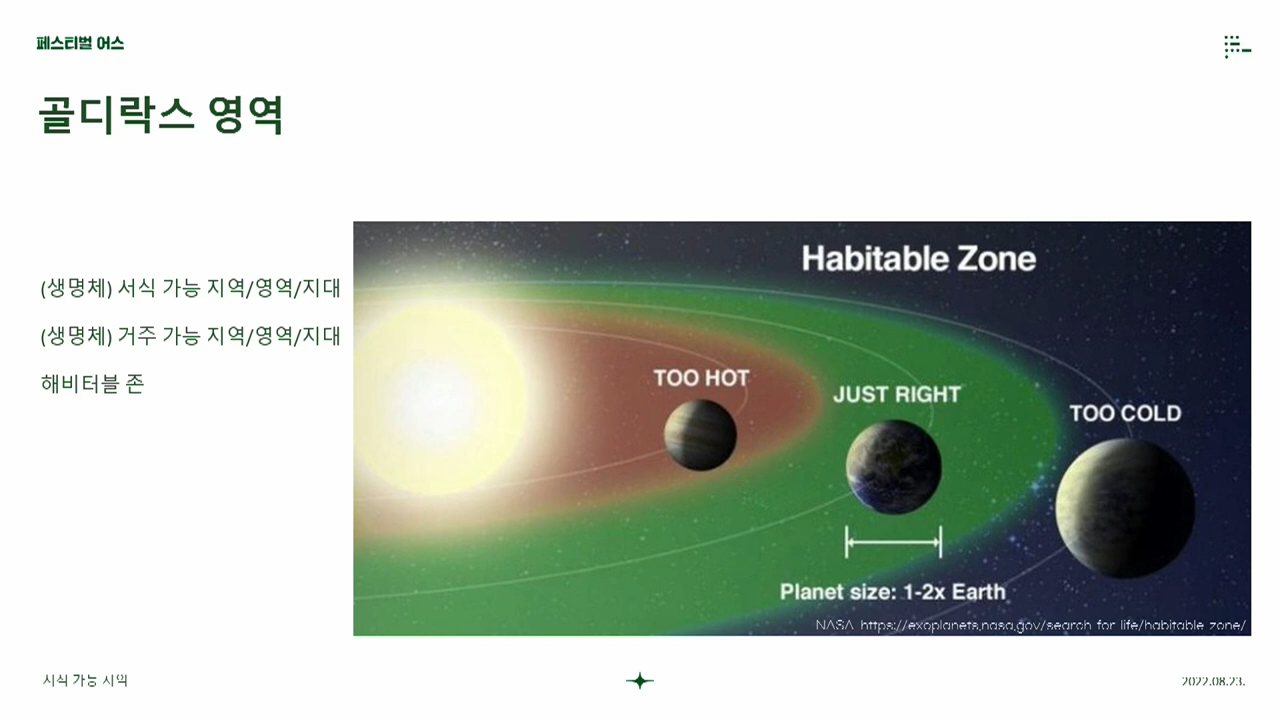 페스티벌 어스
골디락스 영역
(생명체) 서식 가능 지역/영역/지대
(생명체) 거주 가능 지역/영역/지대
해비터블 존
Habitable Zone
TOO HOT
JUST RIGHT
TOO COLD
Planet size: 1-2x Earth
NASA https://exoplanets.nasa.gov/search-for-life/habitable-zone/
서식 가능 지역
2022.08.23.